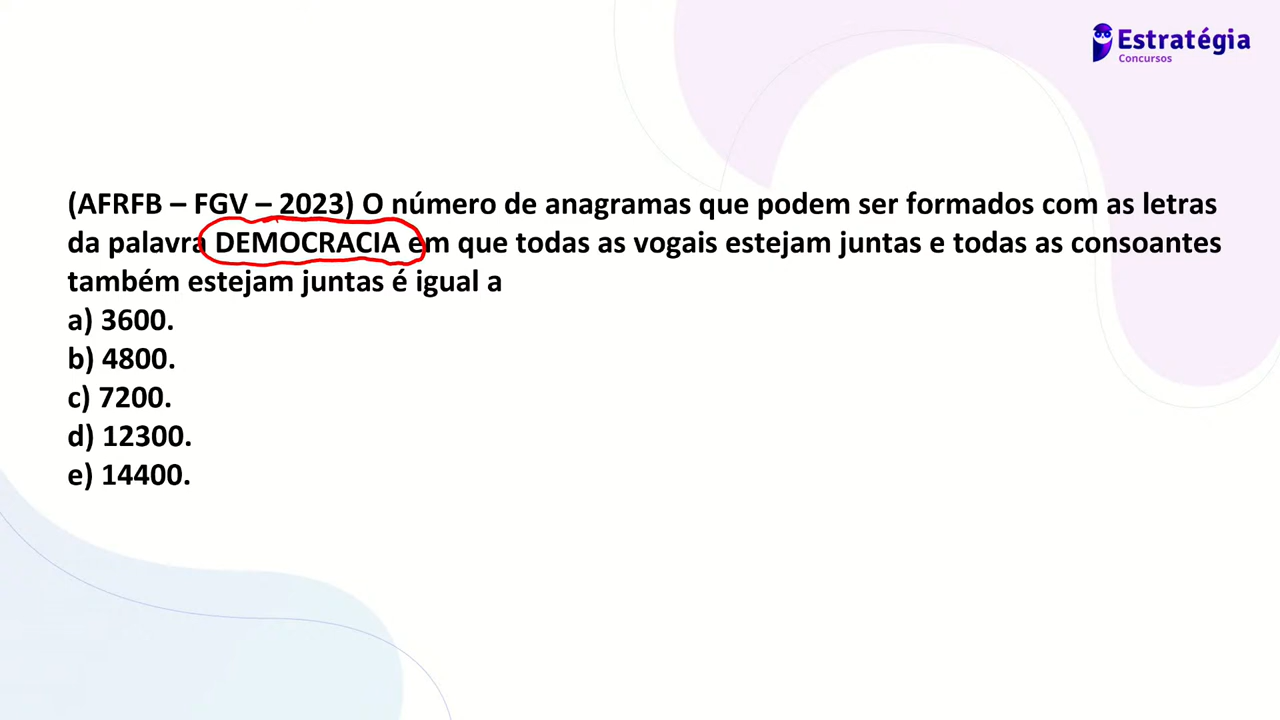 Estratégia
Concursos
(AFRFB – FGV – 2023) O número de anagramas que podem ser formados com as letras
da palavra DEMOCRACIA em que todas as vogais estejam juntas e todas as consoantes
também estejam juntas é igual a
a) 3600.
b) 4800.
c) 7200.
d) 12300.
e) 14400.